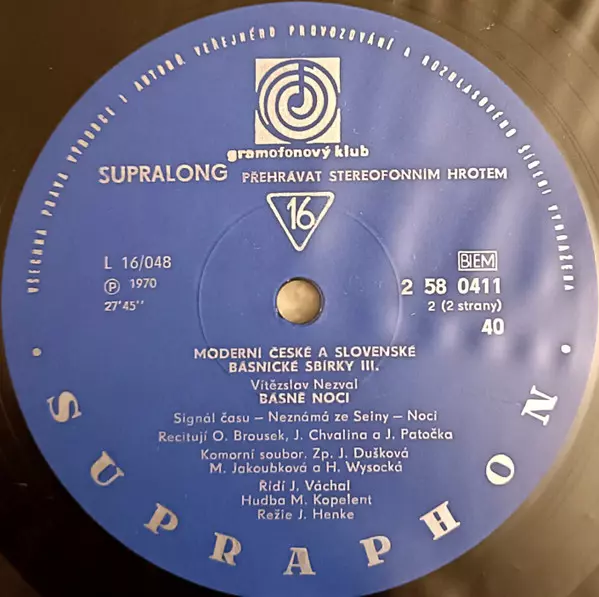 VŠECHNA PRÁVA VÝROBCE I AUTORŮ VEŘEJNÉHO PROVOZOVÁNÍ A ROZHLASOVÉHO ŠÍŘENÍ VYHRAZENA
gramofonový klub
SUPRALONG PŘEHRÁVAT STEREOFONNÍM HROTEM
16
L 16/048
Ⓟ 1970
27'45''
BIEM
2 58 0411
2 (2 strany)
40
MODERNÍ ČESKÉ A SLOVENSKÉ
BÁSNICKÉ SBÍRKY III.
Vítězslav Nezval
BÁSNĚ NOCI
Signál času – Neznámá ze Seiny – Noci
Recitují O. Brousek, J. Chvalina a J. Patočka
Komorní soubor. Zp. J. Dušková
M. Jakoubková a H. Wysocká
Řídí J. Váchal
Hudba M. Kopelent
Režie J. Henke
• SUPRAPHON •